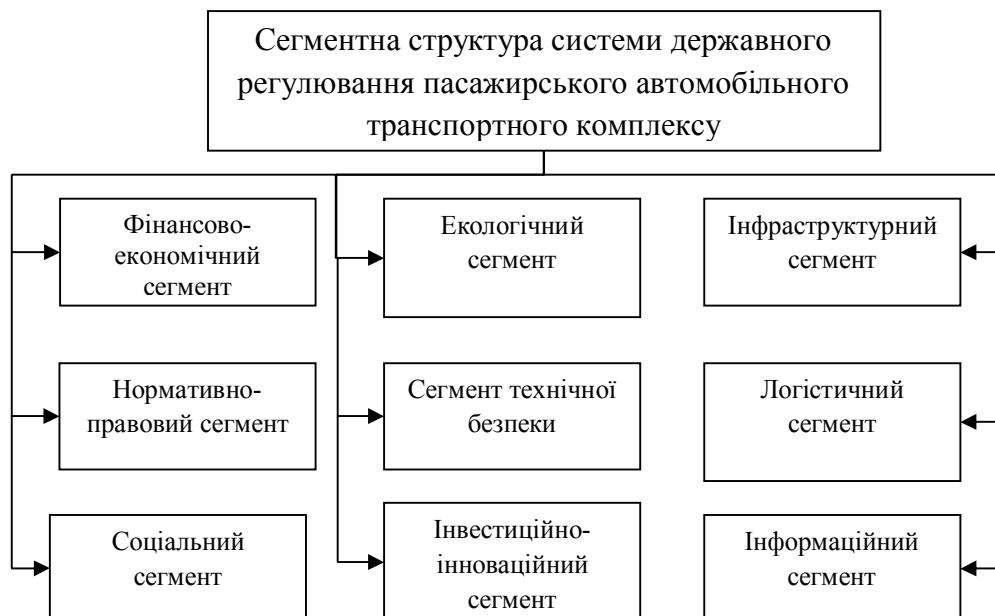 Сегментна структура системи державного
регулювання пасажирського автомобільного
транспортного комплексу
Фінансово-
економічний
сегмент
Екологічний
сегмент
Інфраструктурний
сегмент
Нормативно-
правовий сегмент
Сегмент технічної
безпеки
Логістичний
сегмент
Соціальний
сегмент
Інвестиційно-
інноваційний
сегмент
Інформаційний
сегмент